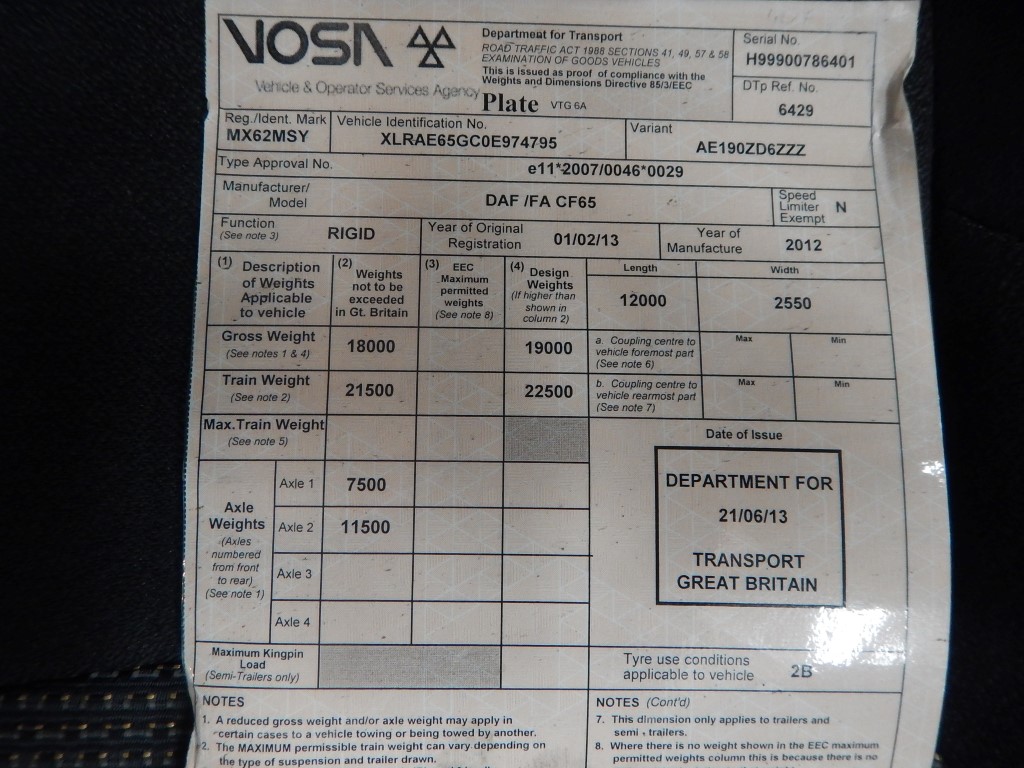 VOSA
Vehicle & Operator Services Agency
Department for Transport
ROAD TRAFFIC ACT 1988 SECTIONS 41, 49, 57 & 58
EXAMINATION OF GOODS VEHICLES
This is issued as proof of compliance with the
Weights and Dimensions Directive 85/3/EEC
Plate VTG 6A
Serial No.
H99900786401
DTp Ref. No.
6429
Reg./Ident. Mark
MX62MSY
Vehicle Identification No.
XLRAE65GC0E974795
Variant
AE190ZD6ZZZ
Type Approval No.
e11*2007/0046*0029
Manufacturer/
Model
DAF /FA CF65
Speed
Limiter
Exempt
N
Function
(See note 3)
RIGID
Year of Original
Registration
01/02/13
Year of
Manufacture
2012
(1) Description
of Weights
Applicable
to vehicle
(2) Weights
not to be
exceeded
in Gt. Britain
(3) EEC
Maximum
permitted
weights
(See note 8)
(4) Design
Weights
(If higher than
shown in
column 2)
Length
12000
Width
2550
Gross Weight
(See notes 1 & 4)
18000
19000
a. Coupling centre to
vehicle foremost part
(See note 6)
Max
Min
Train Weight
(See note 2)
21500
22500
b. Coupling centre to
vehicle rearmost part
(See note 7)
Max
Min
Max.Train Weight
(See note 5)
Date of Issue
DEPARTMENT FOR
21/06/13
TRANSPORT
GREAT BRITAIN
Axle
Weights
(Axles
numbered
from front
to rear)
(See note 1)
Axle 1
7500
Axle 2
11500
Axle 3
Axle 4
Maximum Kingpin
Load
(Semi-Trailers only)
Tyre use conditions
applicable to vehicle
2B
NOTES
1. A reduced gross weight and/or axle weight may apply in
certain cases to a vehicle towing or being towed by another.
2. The MAXIMUM permissible train weight can vary depending on
the type of suspension and trailer drawn.
NOTES (Cont'd)
7. This dimension only applies to trailers and
semi - trailers.
8. Where there is no weight shown in the EEC maximum
permitted weights column this is because there is no